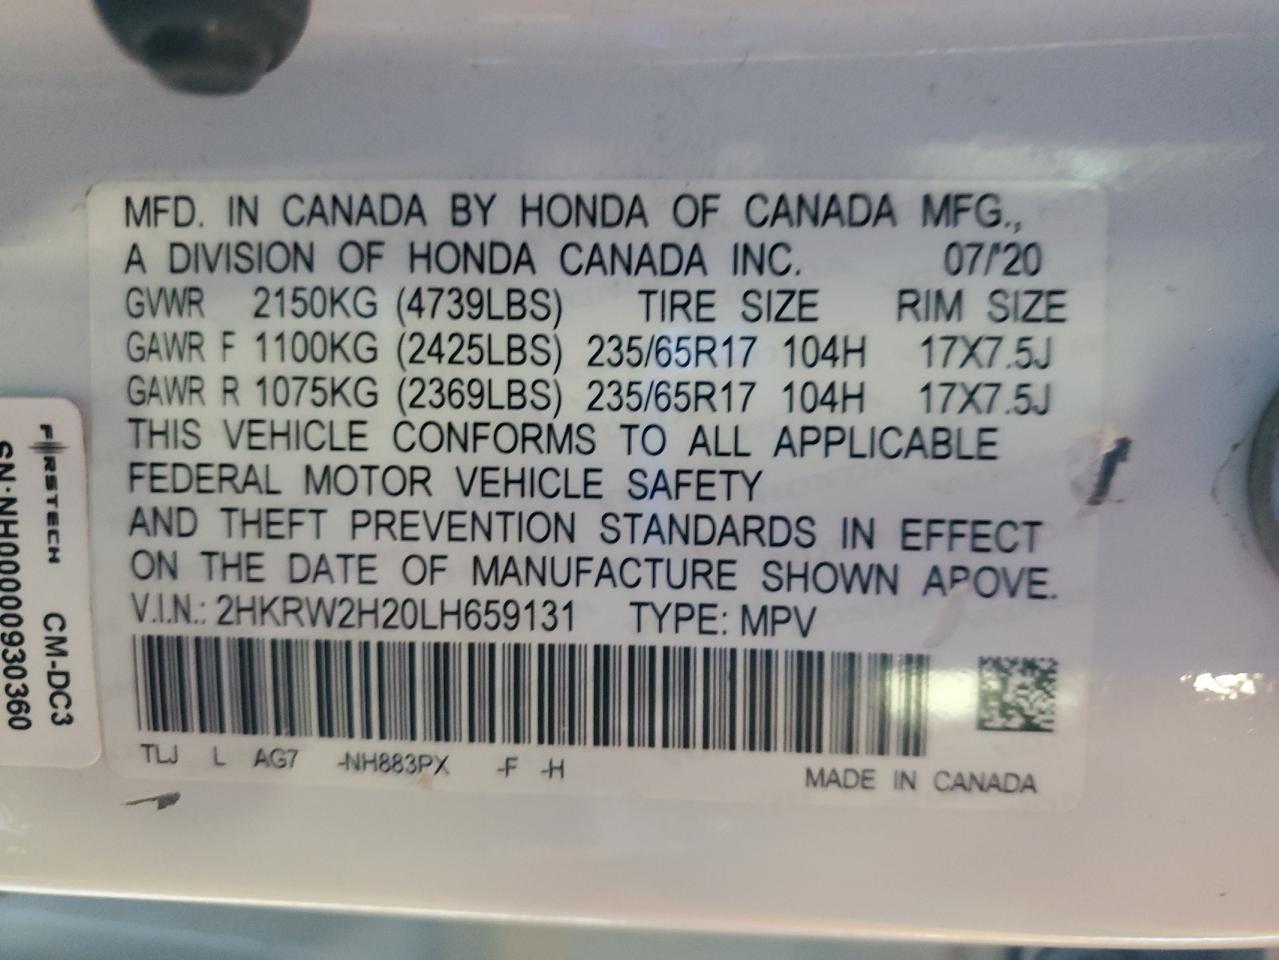 MFD. IN CANADA BY HONDA OF CANADA MFG.,
A DIVISION OF HONDA CANADA INC. 07/'20
GVWR 2150KG (4739LBS) TIRE SIZE RIM SIZE
GAWR F 1100KG (2425LBS) 235/65R17 104H 17X7.5J
GAWR R 1075KG (2369LBS) 235/65R17 104H 17X7.5J
THIS VEHICLE CONFORMS TO ALL APPLICABLE
FEDERAL MOTOR VEHICLE SAFETY
AND THEFT PREVENTION STANDARDS IN EFFECT
ON THE DATE OF MANUFACTURE SHOWN ABOVE.
V.I.N.: 2HKRW2H20LH659131 TYPE: MPV
TLJ L AG7 -NH883PX -F -H
MADE IN CANADA
FIRSTECH CM-DC3
SN:NH0000930360